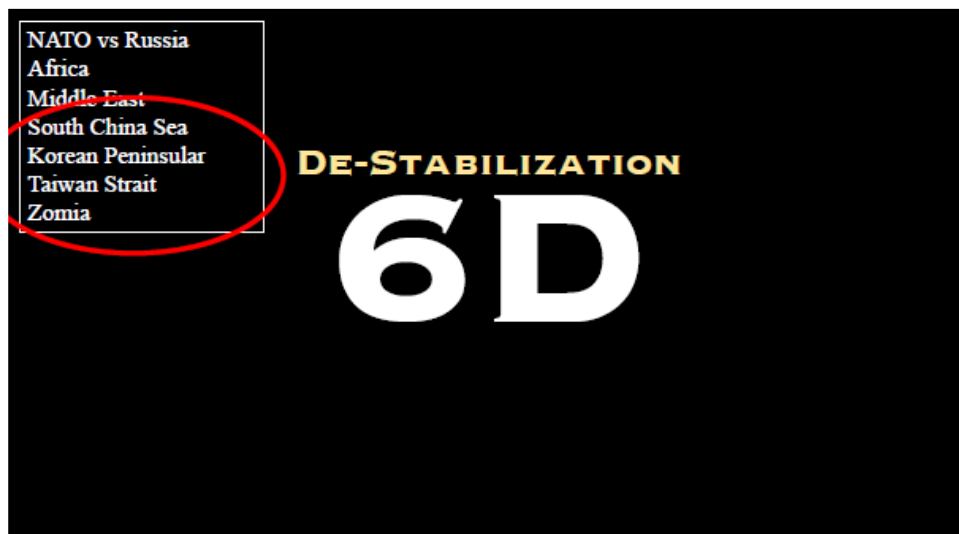 NATO vs Russia
Africa
Middle East
South China Sea
Korean Peninsular
Taiwan Strait
Zomia
DE-STABILIZATION
6D